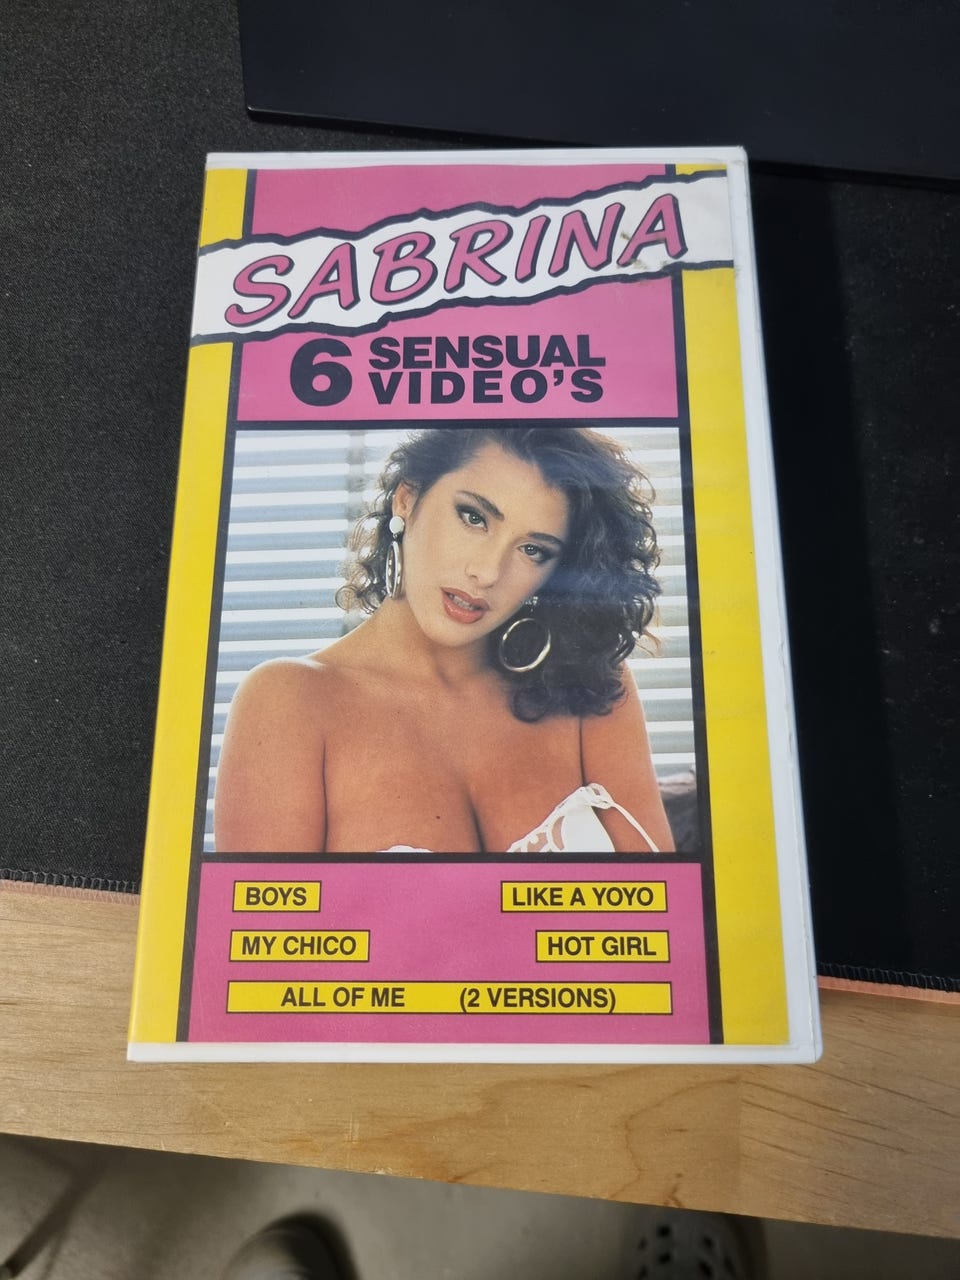 SABRINA
6 SENSUAL
VIDEO'S
BOYS
LIKE A YOYO
MY CHICO
HOT GIRL
ALL OF ME (2 VERSIONS)